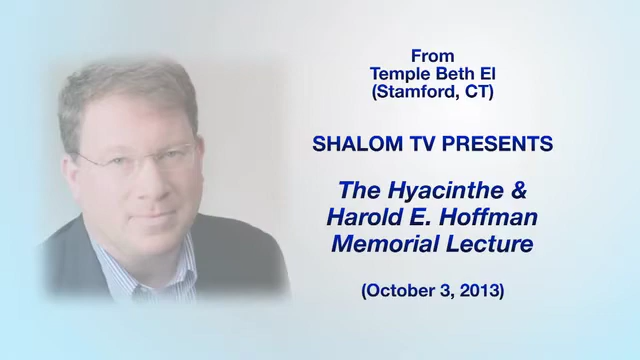 From
Temple Beth El
(Stamford, CT)
SHALOM TV PRESENTS
The Hyacinthe &
Harold E. Hoffman
Memorial Lecture
(October 3, 2013)